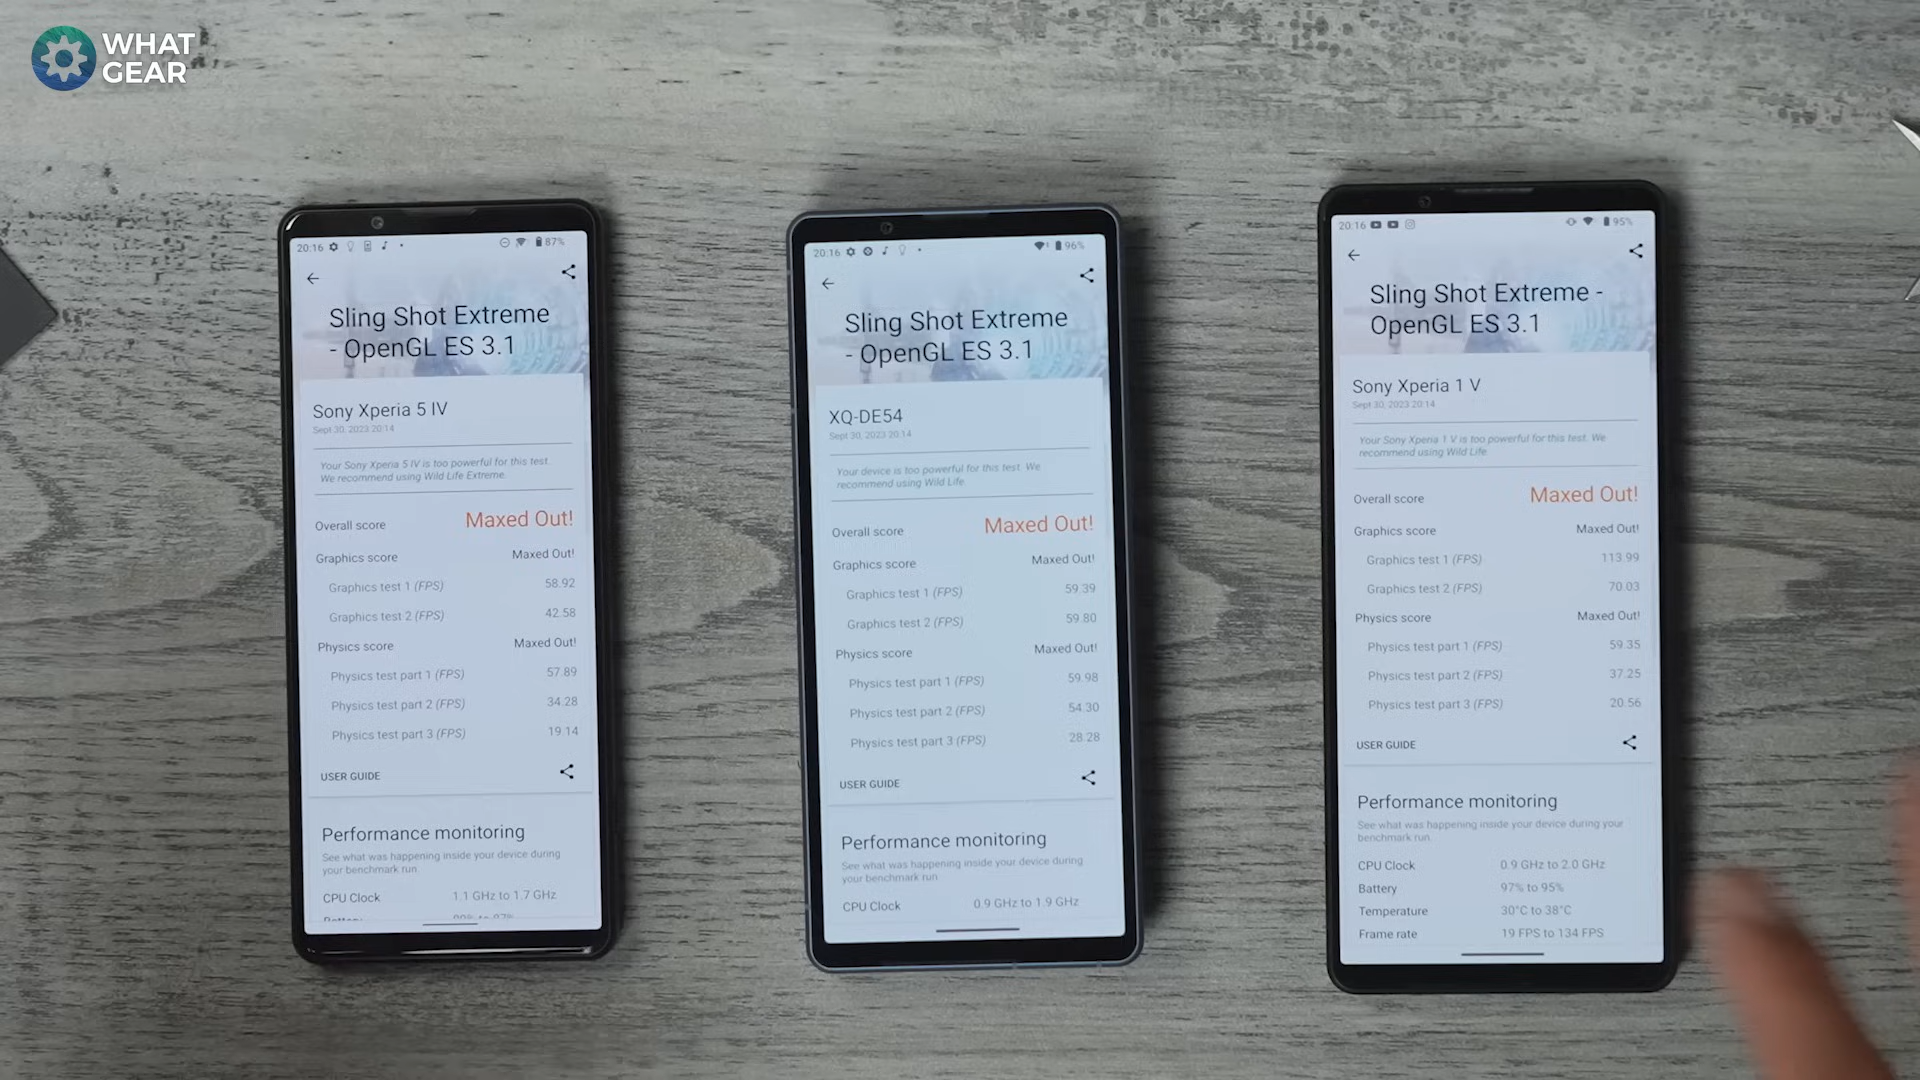 WHAT
GEAR
20:16
87%
Sling Shot Extreme
- OpenGL ES 3.1
Sony Xperia 5 IV
Sept 30, 2023 20:14
Your Sony Xperia 5 IV is too powerful for this test.
We recommend using Wild Life Extreme.
Overall score Maxed Out!
Graphics score Maxed Out!
Graphics test 1 (FPS) 58.92
Graphics test 2 (FPS) 42.58
Physics score Maxed Out!
Physics test part 1 (FPS) 57.89
Physics test part 2 (FPS) 34.28
Physics test part 3 (FPS) 19.14
USER GUIDE
Performance monitoring
See what was happening inside your device during
your benchmark run
CPU Clock 1.1 GHz to 1.7 GHz
20:16
96%
Sling Shot Extreme
- OpenGL ES 3.1
XQ-DE54
Sept 30, 2023 20:14
Your device is too powerful for this test. We
recommend using Wild Life.
Overall score Maxed Out!
Graphics score Maxed Out!
Graphics test 1 (FPS) 59.39
Graphics test 2 (FPS) 59.80
Physics score Maxed Out!
Physics test part 1 (FPS) 59.98
Physics test part 2 (FPS) 54.30
Physics test part 3 (FPS) 28.28
USER GUIDE
Performance monitoring
See what was happening inside your device during
your benchmark run
CPU Clock 0.9 GHz to 1.9 GHz
20:16
95%
Sling Shot Extreme -
OpenGL ES 3.1
Sony Xperia 1 V
Sept 30, 2023 20:14
Your Sony Xperia 1 V is too powerful for this test. We
recommend using Wild Life
Overall score Maxed Out!
Graphics score Maxed Out!
Graphics test 1 (FPS) 113.99
Graphics test 2 (FPS) 70.03
Physics score Maxed Out!
Physics test part 1 (FPS) 59.35
Physics test part 2 (FPS) 37.25
Physics test part 3 (FPS) 20.56
USER GUIDE
Performance monitoring
See what was happening inside your device during your
benchmark run
CPU Clock 0.9 GHz to 2.0 GHz
Battery 97% to 95%
Temperature 30°C to 38°C
Frame rate 19 FPS to 134 FPS